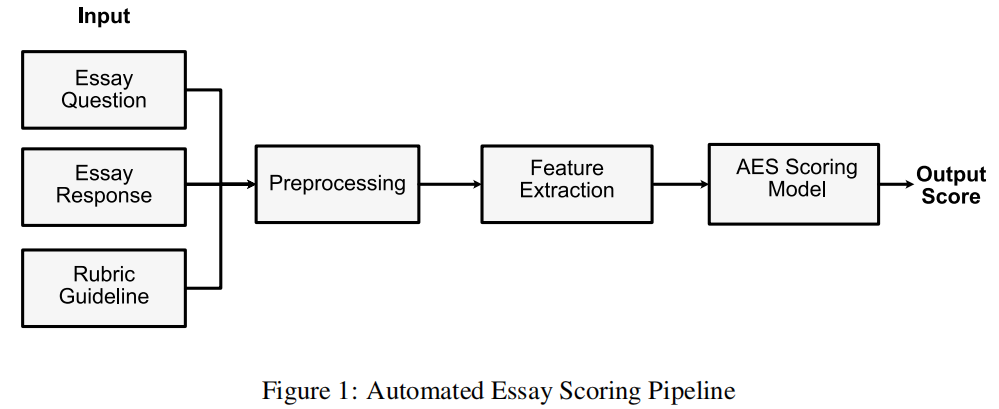 Input
Essay
Question
Essay
Response
Rubric
Guideline
Preprocessing
Feature
Extraction
AES Scoring
Model
Output
Score
Figure 1: Automated Essay Scoring Pipeline